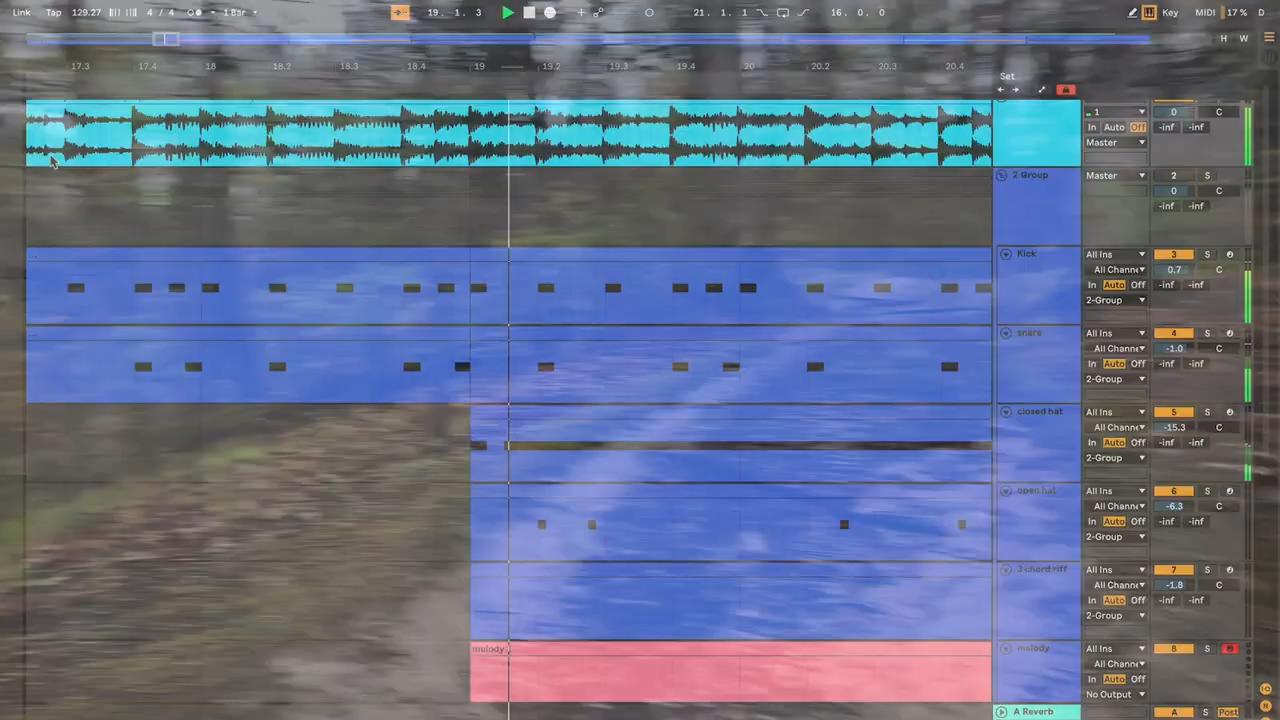 Link Tap 129.27 4 / 4 1 Bar 19. 1. 3 21. 1. 1 16. 0. 0 Key MIDI 17 % D
H W
17.3 17.4 18 18.2 18.3 18.4 19 19.2 19.3 19.4 20 20.2 20.3 20.4
Set
1 0 C
In Auto Off -inf -inf
Master
2 Group Master 2 S
0 C
-inf -inf
Kick All Ins 3 S
All Channe 0.7 C
In Auto Off -inf -inf
2-Group
snare All Ins 4 S
All Channe -1.0 C
In Auto Off -inf -inf
2-Group
closed hat All Ins 5 S
All Channe -15.3 C
In Auto Off -inf -inf
2-Group
open hat All Ins 6 S
All Channe -6.3 C
In Auto Off -inf -inf
2-Group
3 chord riff All Ins 7 S
All Channe -1.8 C
In Auto Off -inf -inf
2-Group
melody melody All Ins 8 S
All Channe
In Auto Off
No Output
A Reverb A S Post